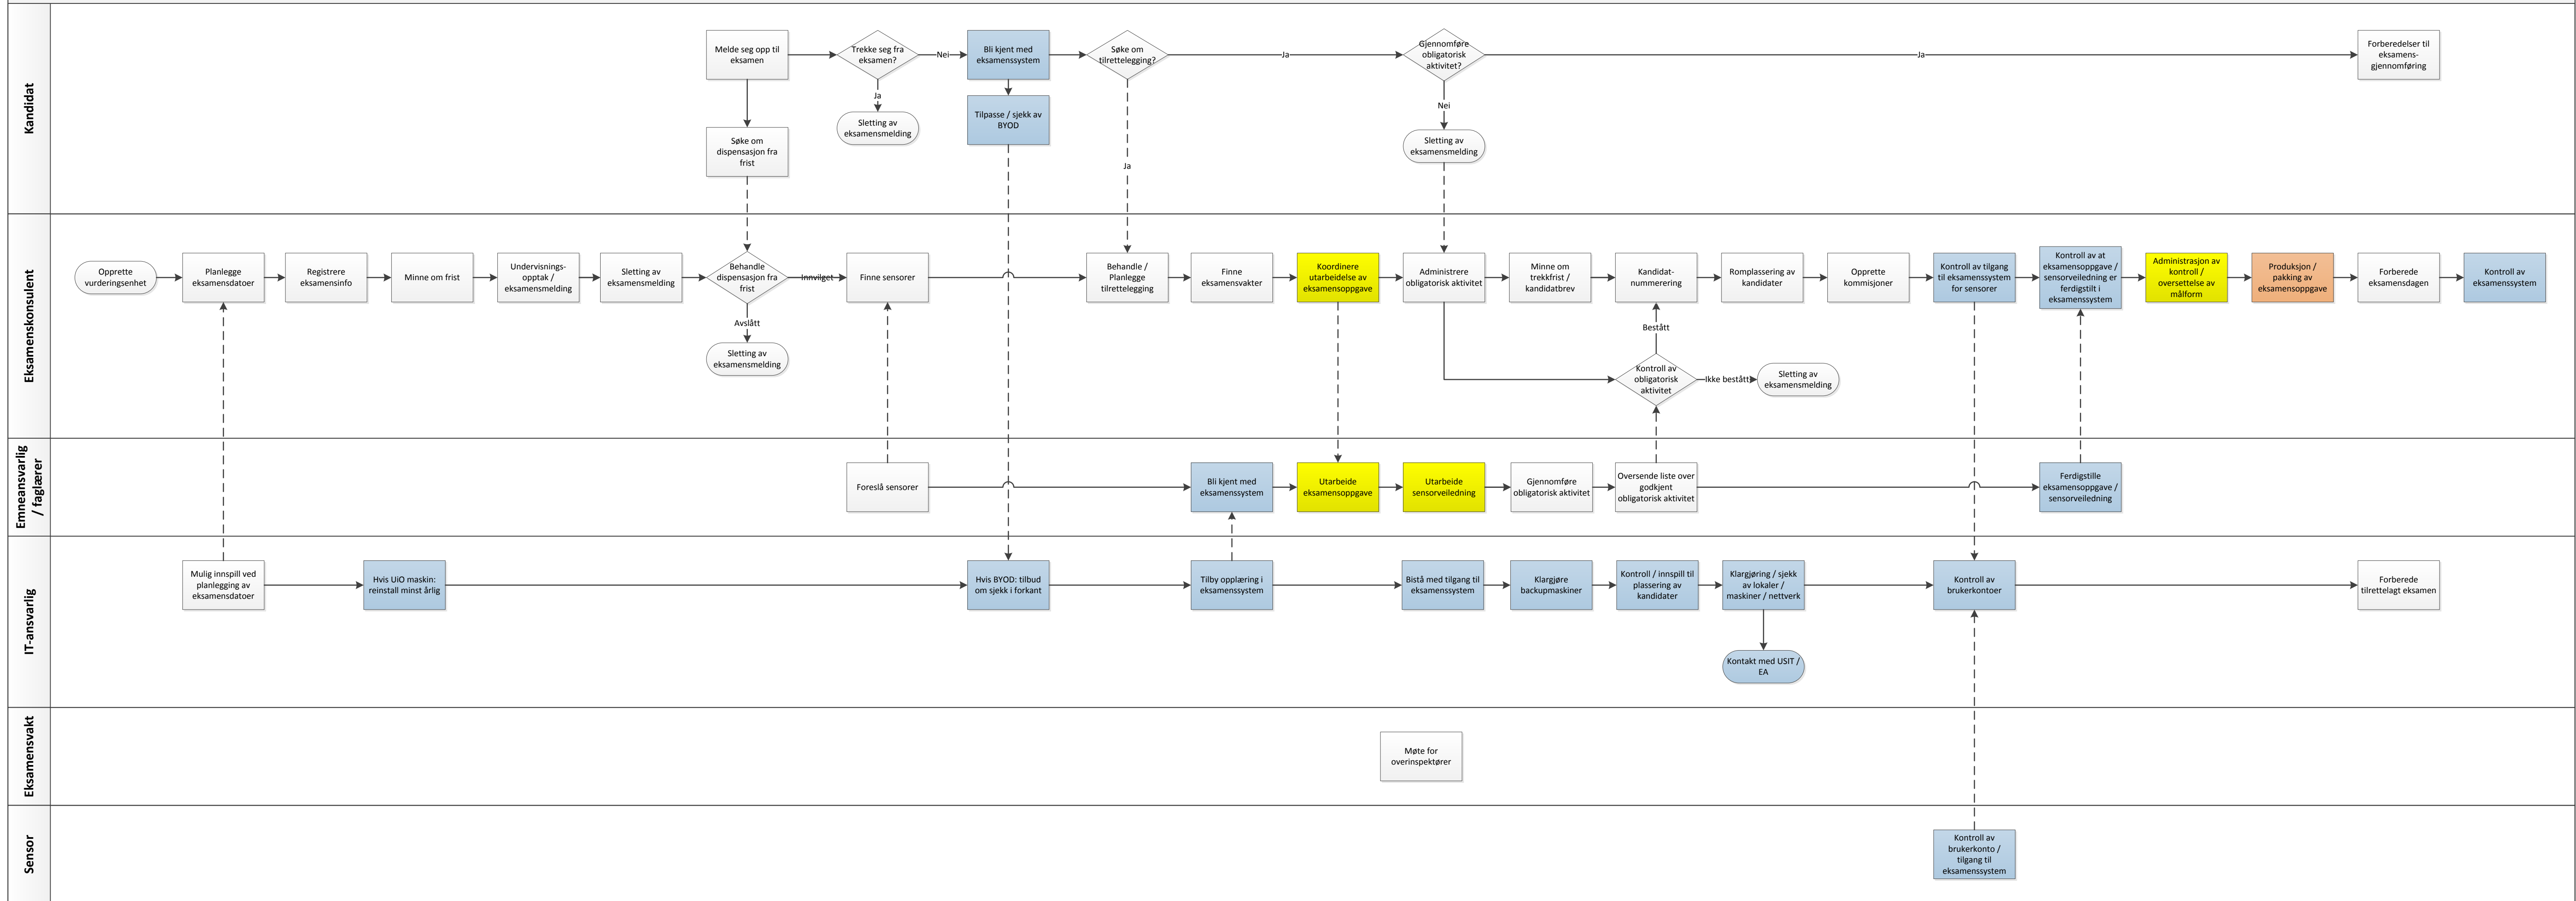 Kandidat
Melde seg opp til
eksamen
Trekke seg fra
eksamen?
Nei
Bli kjent med
eksamenssystem
Søke om
tilrettelegging?
Ja
Gjennomføre
obligatorisk
aktivitet?
Ja
Forberedelser til
eksamens-
gjennomføring
Ja
Sletting av
eksamensmelding
Tilpasse / sjekk av
BYOD
Nei
Sletting av
eksamensmelding
Søke om
dispensasjon fra
frist
Ja
Eksamenskonsulent
Opprette
vurderingsenhet
Planlegge
eksamensdatoer
Registrere
eksamensinfo
Minne om frist
Undervisnings-
opptak /
eksamensmelding
Sletting av
eksamensmelding
Behandle
dispensasjon fra
frist
Innvilget
Finne sensorer
Behandle /
Planlegge
tilrettelegging
Finne
eksamensvakter
Koordinere
utarbeidelse av
eksamensoppgave
Administrere
obligatorisk aktivitet
Minne om
trekkfrist /
kandidatbrev
Kandidat-
nummerering
Romplassering av
kandidater
Opprette
kommisjoner
Kontroll av tilgang
til eksamenssystem
for sensorer
Kontroll av at
eksamensoppgave /
sensorveiledning er
ferdigstilt i
eksamenssystem
Administrasjon av
kontroll /
oversettelse av
målform
Produksjon /
pakking av
eksamensoppgave
Forberede
eksamensdagen
Kontroll av
eksamenssystem
Avslått
Sletting av
eksamensmelding
Bestått
Kontroll av
obligatorisk
aktivitet
Ikke bestått
Sletting av
eksamensmelding
Emneansvarlig
/ faglærer
Foreslå sensorer
Bli kjent med
eksamenssystem
Utarbeide
eksamensoppgave
Utarbeide
sensorveiledning
Gjennomføre
obligatorisk aktivitet
Oversende liste over
godkjent
obligatorisk aktivitet
Ferdigstille
eksamensoppgave /
sensorveiledning
IT-ansvarlig
Mulig innspill ved
planlegging av
eksamensdatoer
Hvis UiO maskin:
reinstall minst årlig
Hvis BYOD: tilbud
om sjekk i forkant
Tilby opplæring i
eksamenssystem
Bistå med tilgang til
eksamenssystem
Klargjøre
backupmaskiner
Kontroll / innspill til
plassering av
kandidater
Klargjøring / sjekk
av lokaler /
maskiner / nettverk
Kontroll av
brukerkontoer
Forberede
tilrettelagt eksamen
Kontakt med USIT /
EA
Eksamensvakt
Møte for
overinspektører
Sensor
Kontroll av
brukerkonto /
tilgang til
eksamenssystem